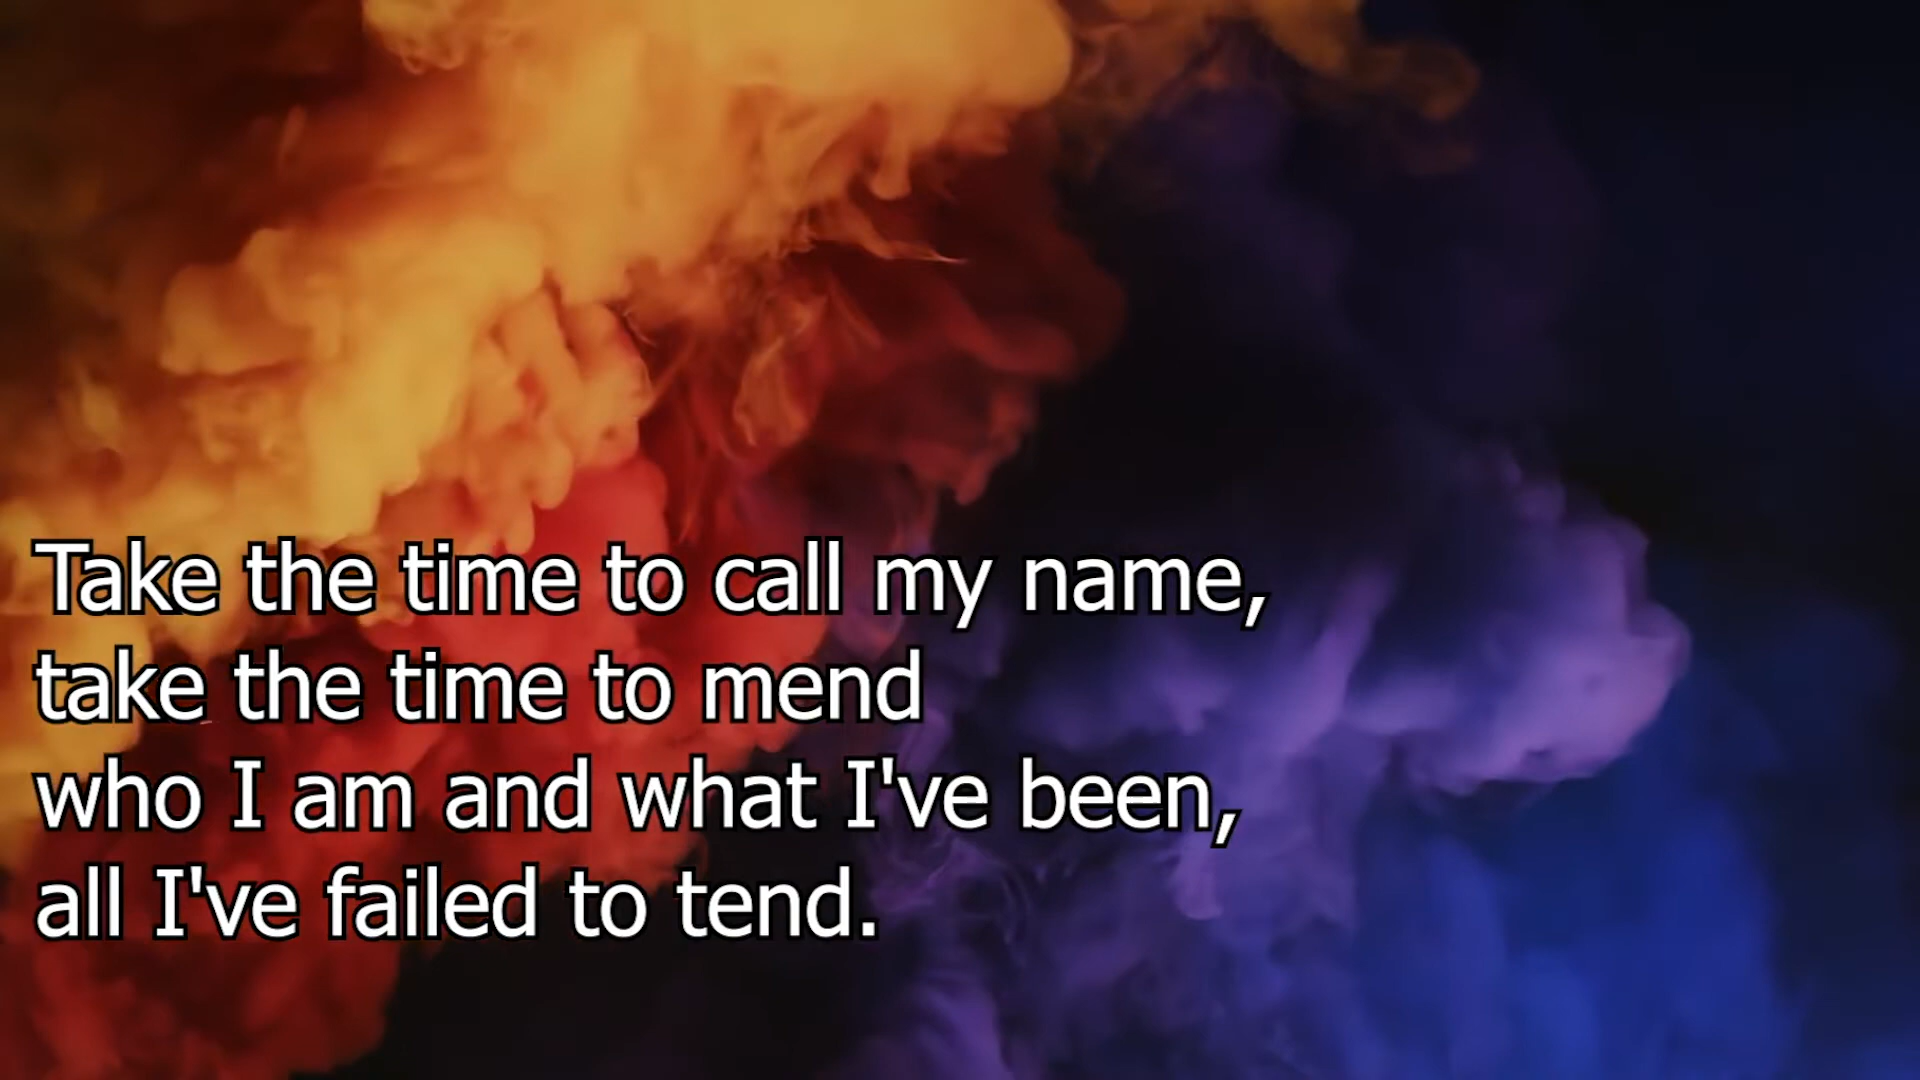 Take the time to call my name,
take the time to mend
who I am and what I've been,
all I've failed to tend.